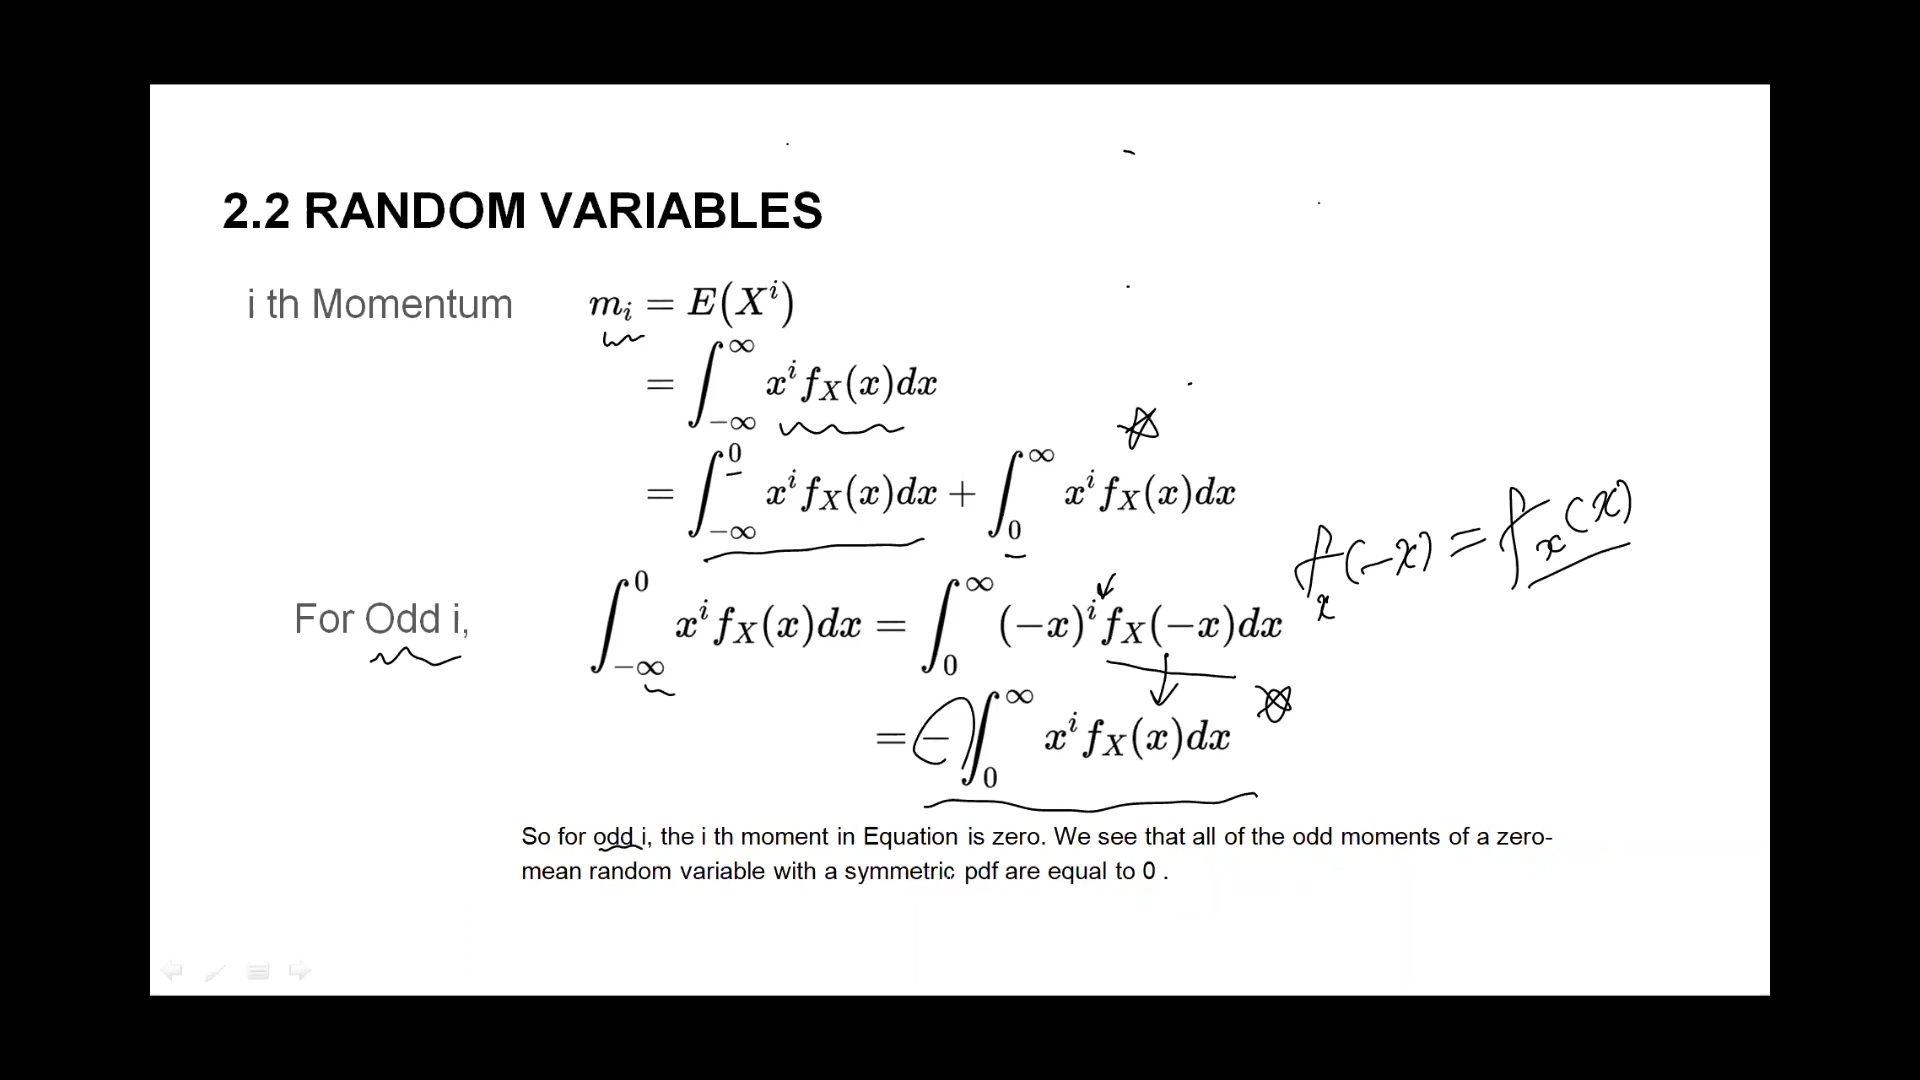 2.2 RANDOM VARIABLES
i th Momentum m_i = E(X^i)
= ∫_{-∞}^{∞} x^i f_X(x)dx
= ∫_{-∞}^{0} x^i f_X(x)dx + ∫_{0}^{∞} x^i f_X(x)dx
f_x(-x) = f_x(x)
For Odd i, ∫_{-∞}^{0} x^i f_X(x)dx = ∫_{0}^{∞} (-x)^i f_X(-x)dx
= -∫_{0}^{∞} x^i f_X(x)dx
So for odd i, the i th moment in Equation is zero. We see that all of the odd moments of a zero-
mean random variable with a symmetric pdf are equal to 0 .